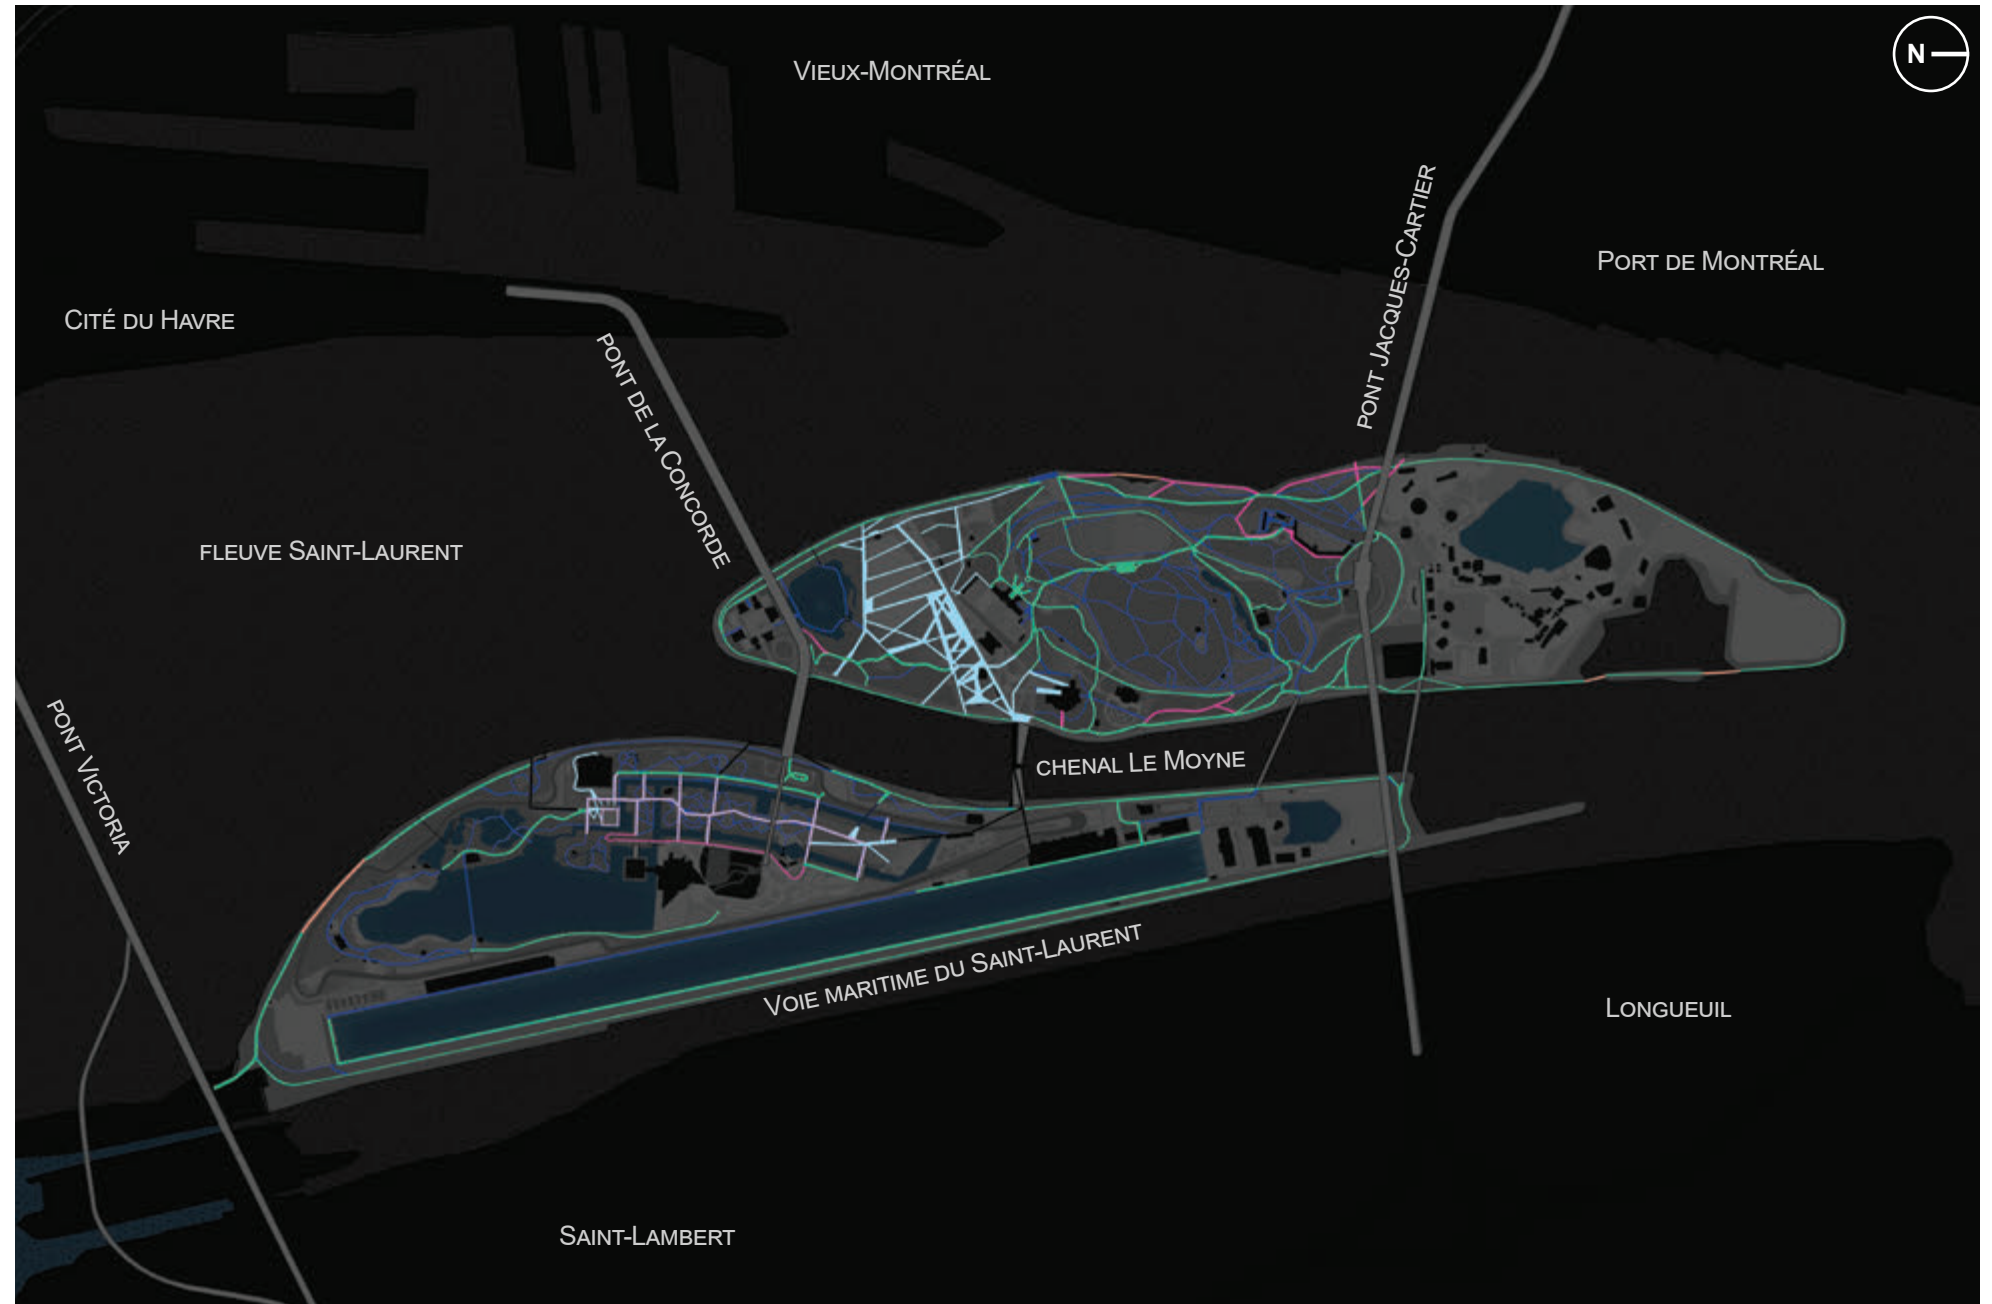 N
VIEUX-MONTRÉAL
PORT DE MONTRÉAL
PONT JACQUES-CARTIER
CITÉ DU HAVRE
PONT DE LA CONCORDE
FLEUVE SAINT-LAURENT
PONT VICTORIA
CHENAL LE MOYNE
VOIE MARITIME DU SAINT-LAURENT
LONGUEUIL
SAINT-LAMBERT